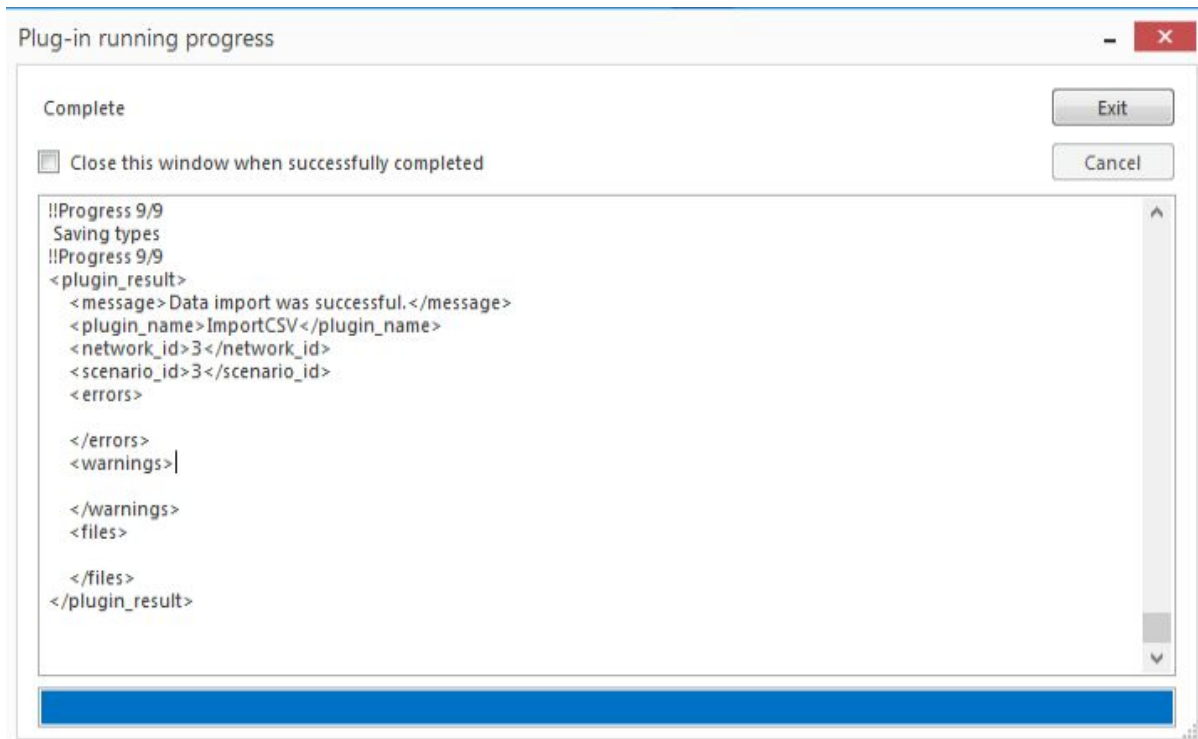 Plug-in running progress
Complete
Exit
Close this window when successfully completed
Cancel
!!Progress 9/9
Saving types
!!Progress 9/9
<plugin_result>
<message>Data import was successful.</message>
<plugin_name>ImportCSV</plugin_name>
<network_id>3</network_id>
<scenario_id>3</scenario_id>
<errors>
</errors>
<warnings>
</warnings>
<files>
</files>
</plugin_result>